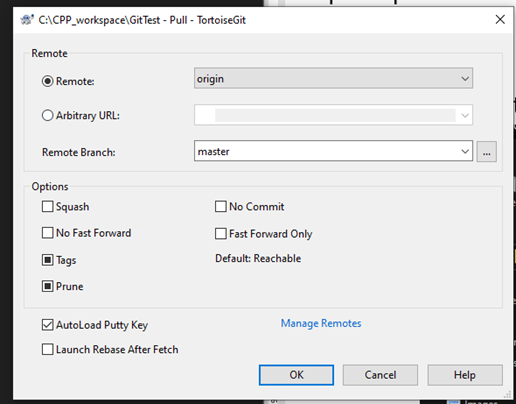 C:\CPP_workspace\GitTest - Pull - TortoiseGit
Remote
Remote:
origin
Arbitrary URL:
Remote Branch:
master
...
Options
Squash
No Commit
No Fast Forward
Fast Forward Only
Tags
Default: Reachable
Prune
AutoLoad Putty Key
Manage Remotes
Launch Rebase After Fetch
OK
Cancel
Help